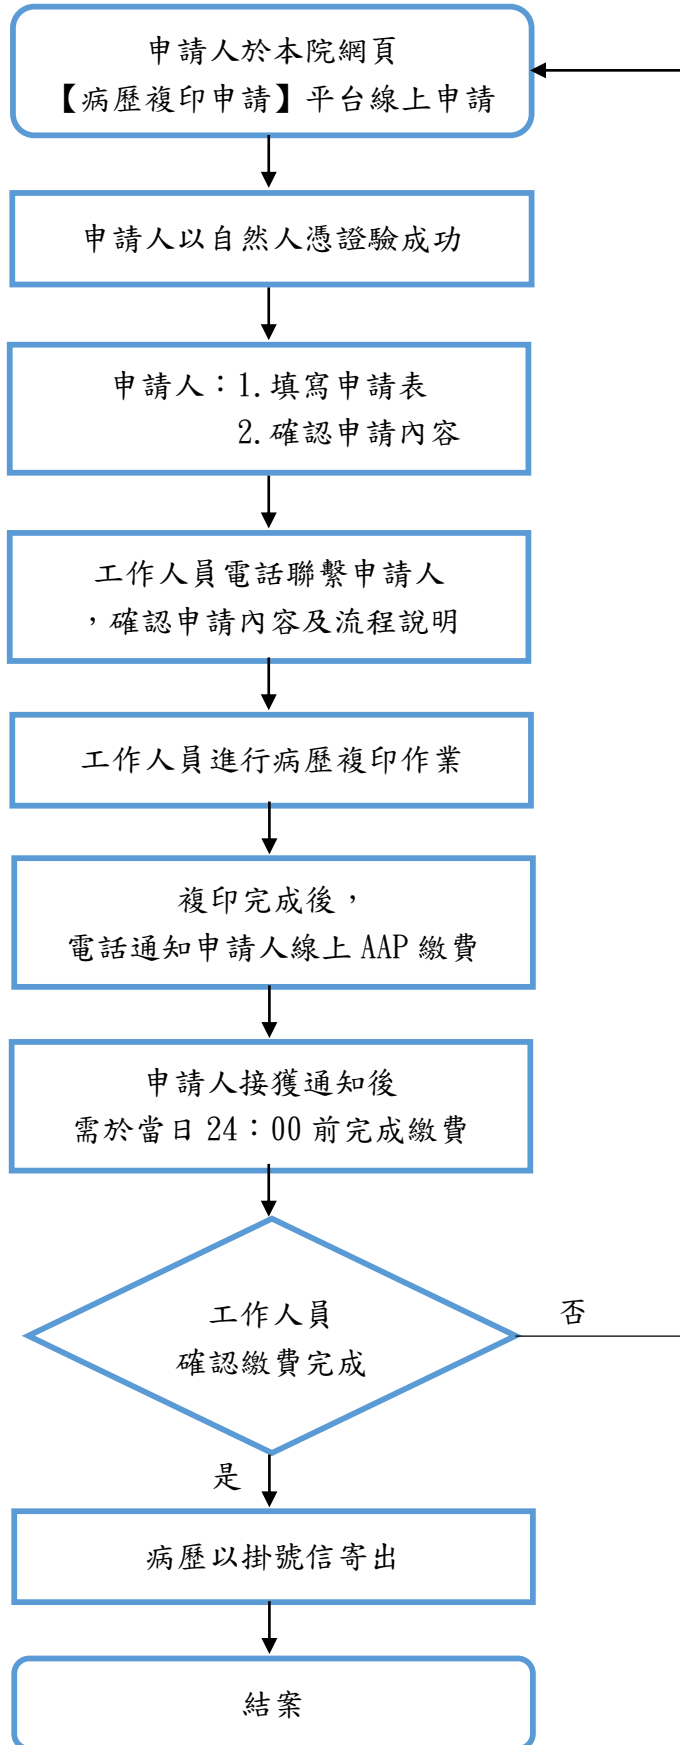 申請人於本院網頁
【病歷複印申請】平台線上申請
申請人以自然人憑證驗成功
申請人：1.填寫申請表
2.確認申請內容
工作人員電話聯繫申請人
，確認申請內容及流程說明
工作人員進行病歷複印作業
複印完成後，
電話通知申請人線上 AAP 繳費
申請人接獲通知後
需於當日 24：00 前完成繳費
工作人員
確認繳費完成
否
是
病歷以掛號信寄出
結案